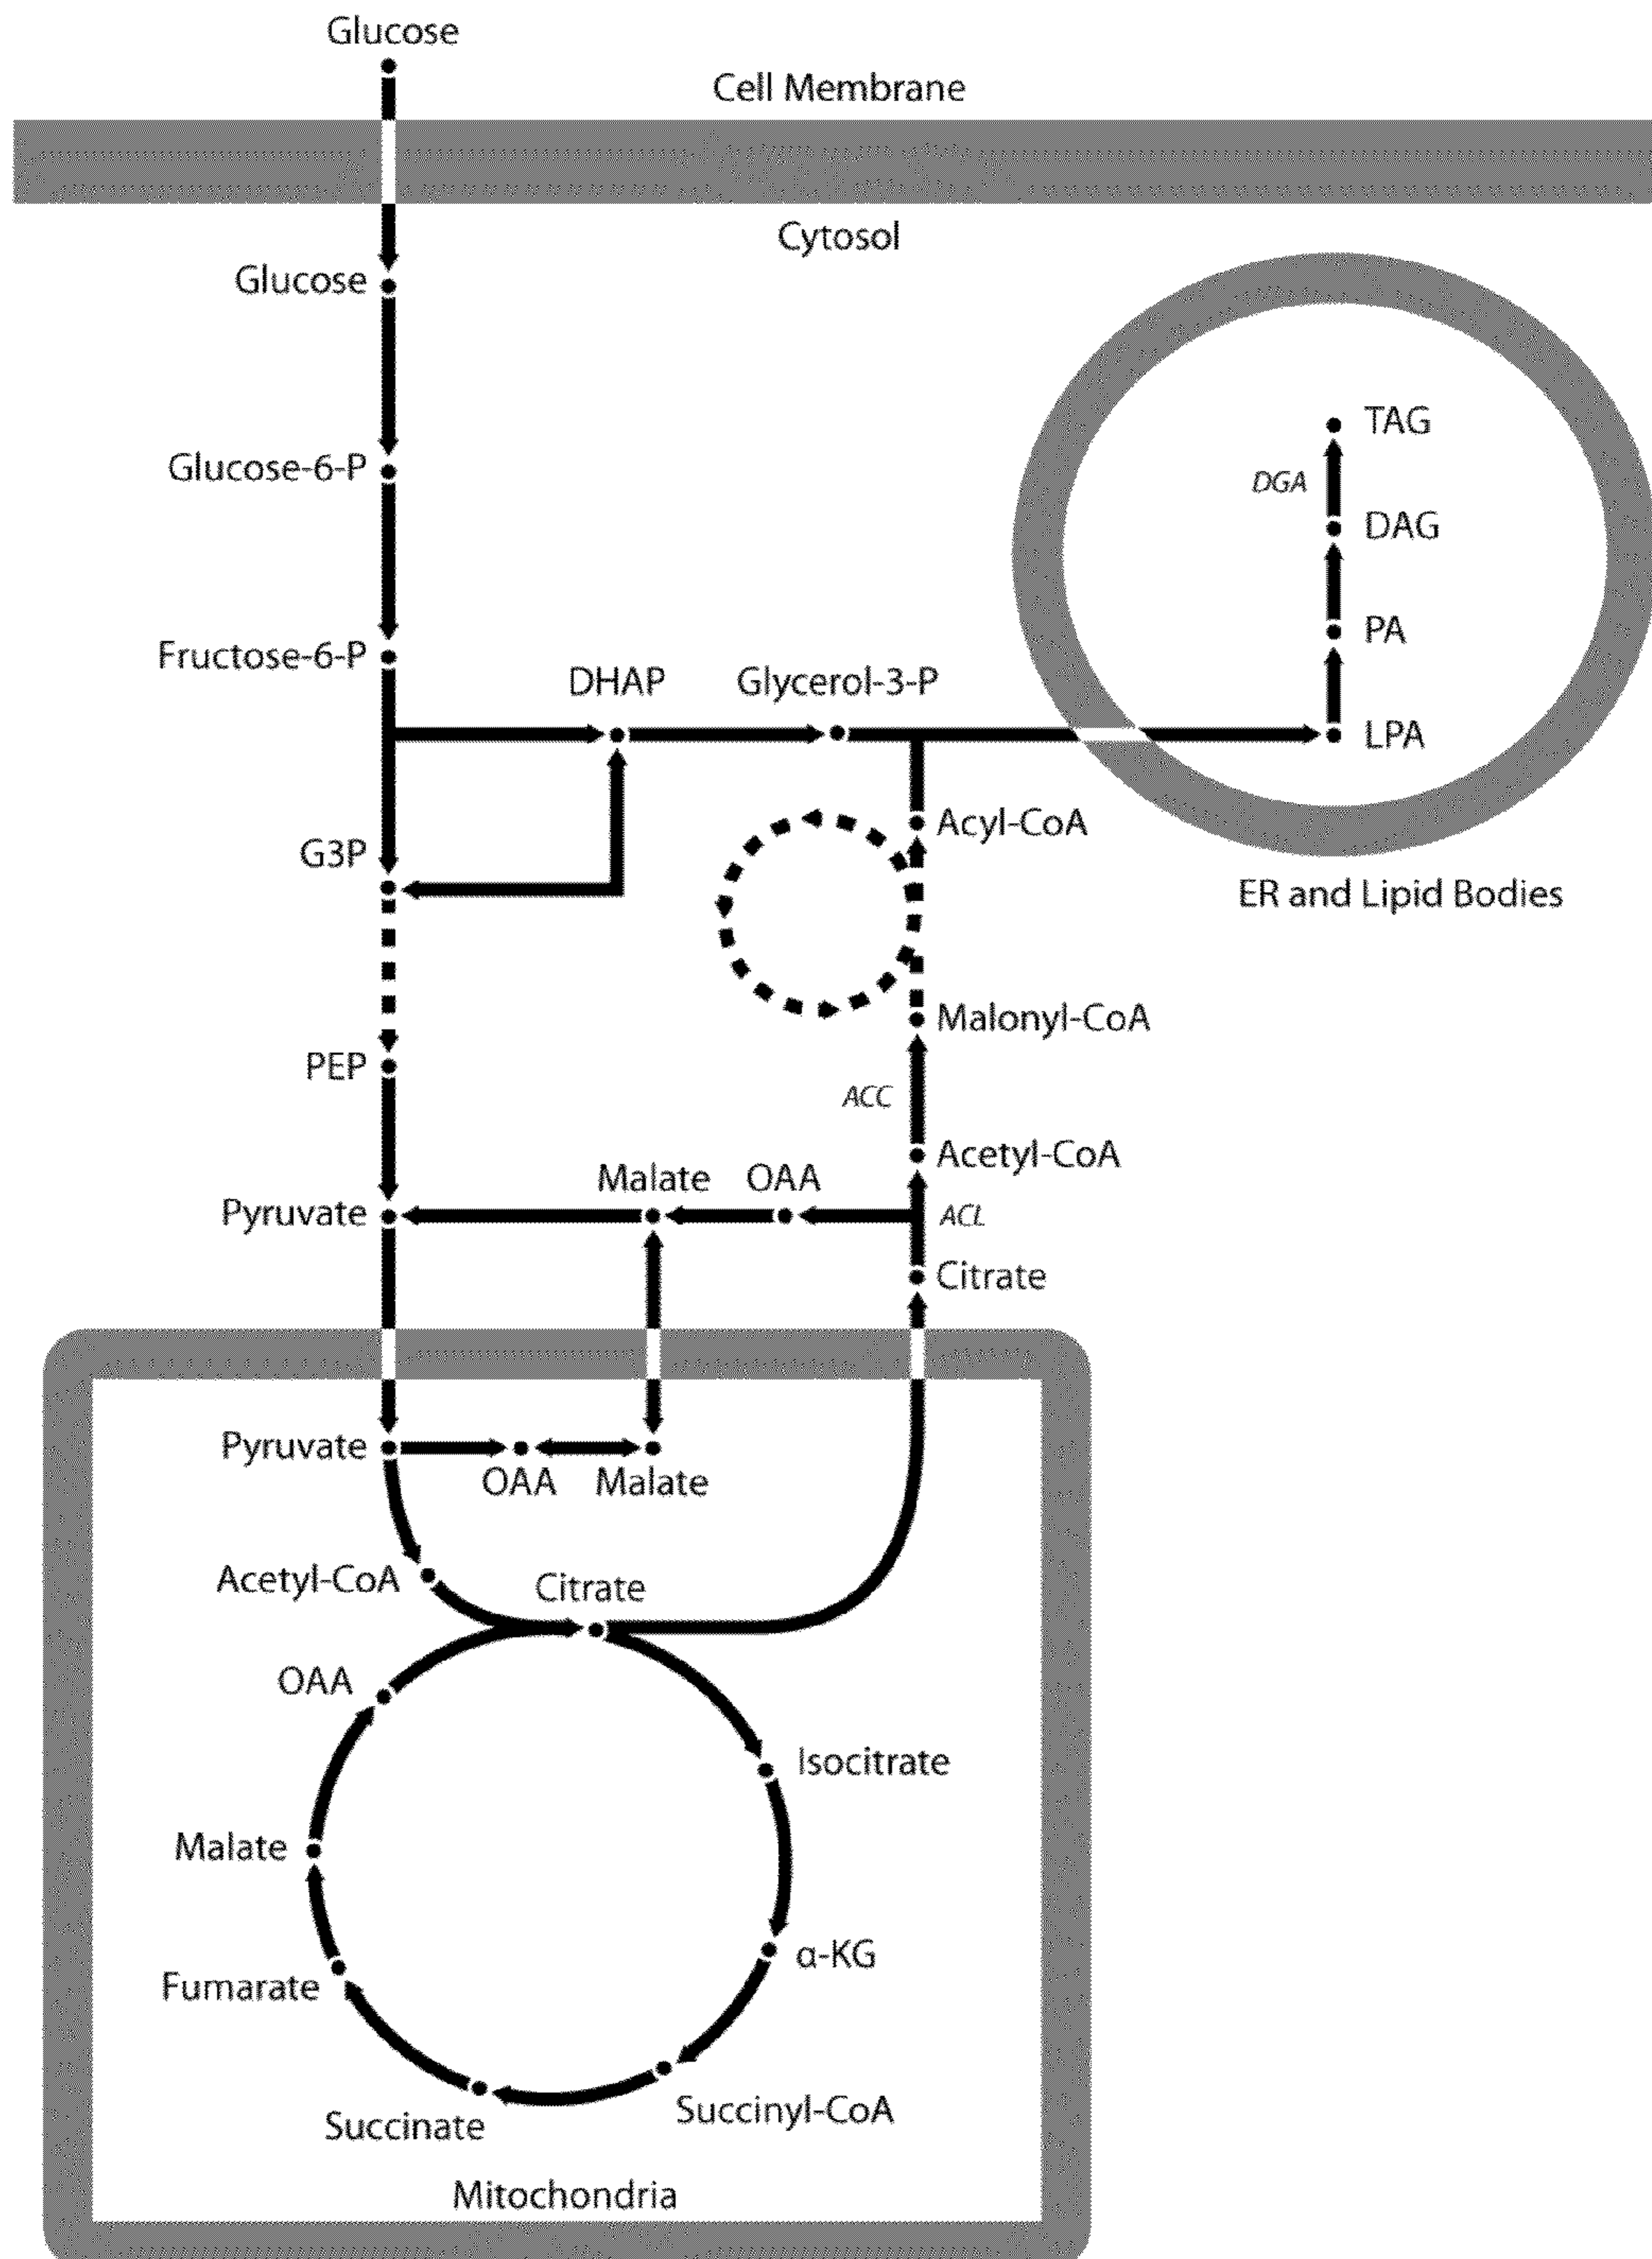 Glucose
Cell Membrane
Cytosol
Glucose
TAG
Glucose-6-P
DGA
DAG
PA
Fructose-6-P
DHAP
Glycerol-3-P
LPA
Acyl-CoA
G3P
ER and Lipid Bodies
Malonyl-CoA
PEP
ACC
Acetyl-CoA
Malate
OAA
Pyruvate
ACL
Citrate
Pyruvate
OAA
Malate
Acetyl-CoA
Citrate
OAA
Isocitrate
Malate
α-KG
Fumarate
Succinyl-CoA
Succinate
Mitochondria